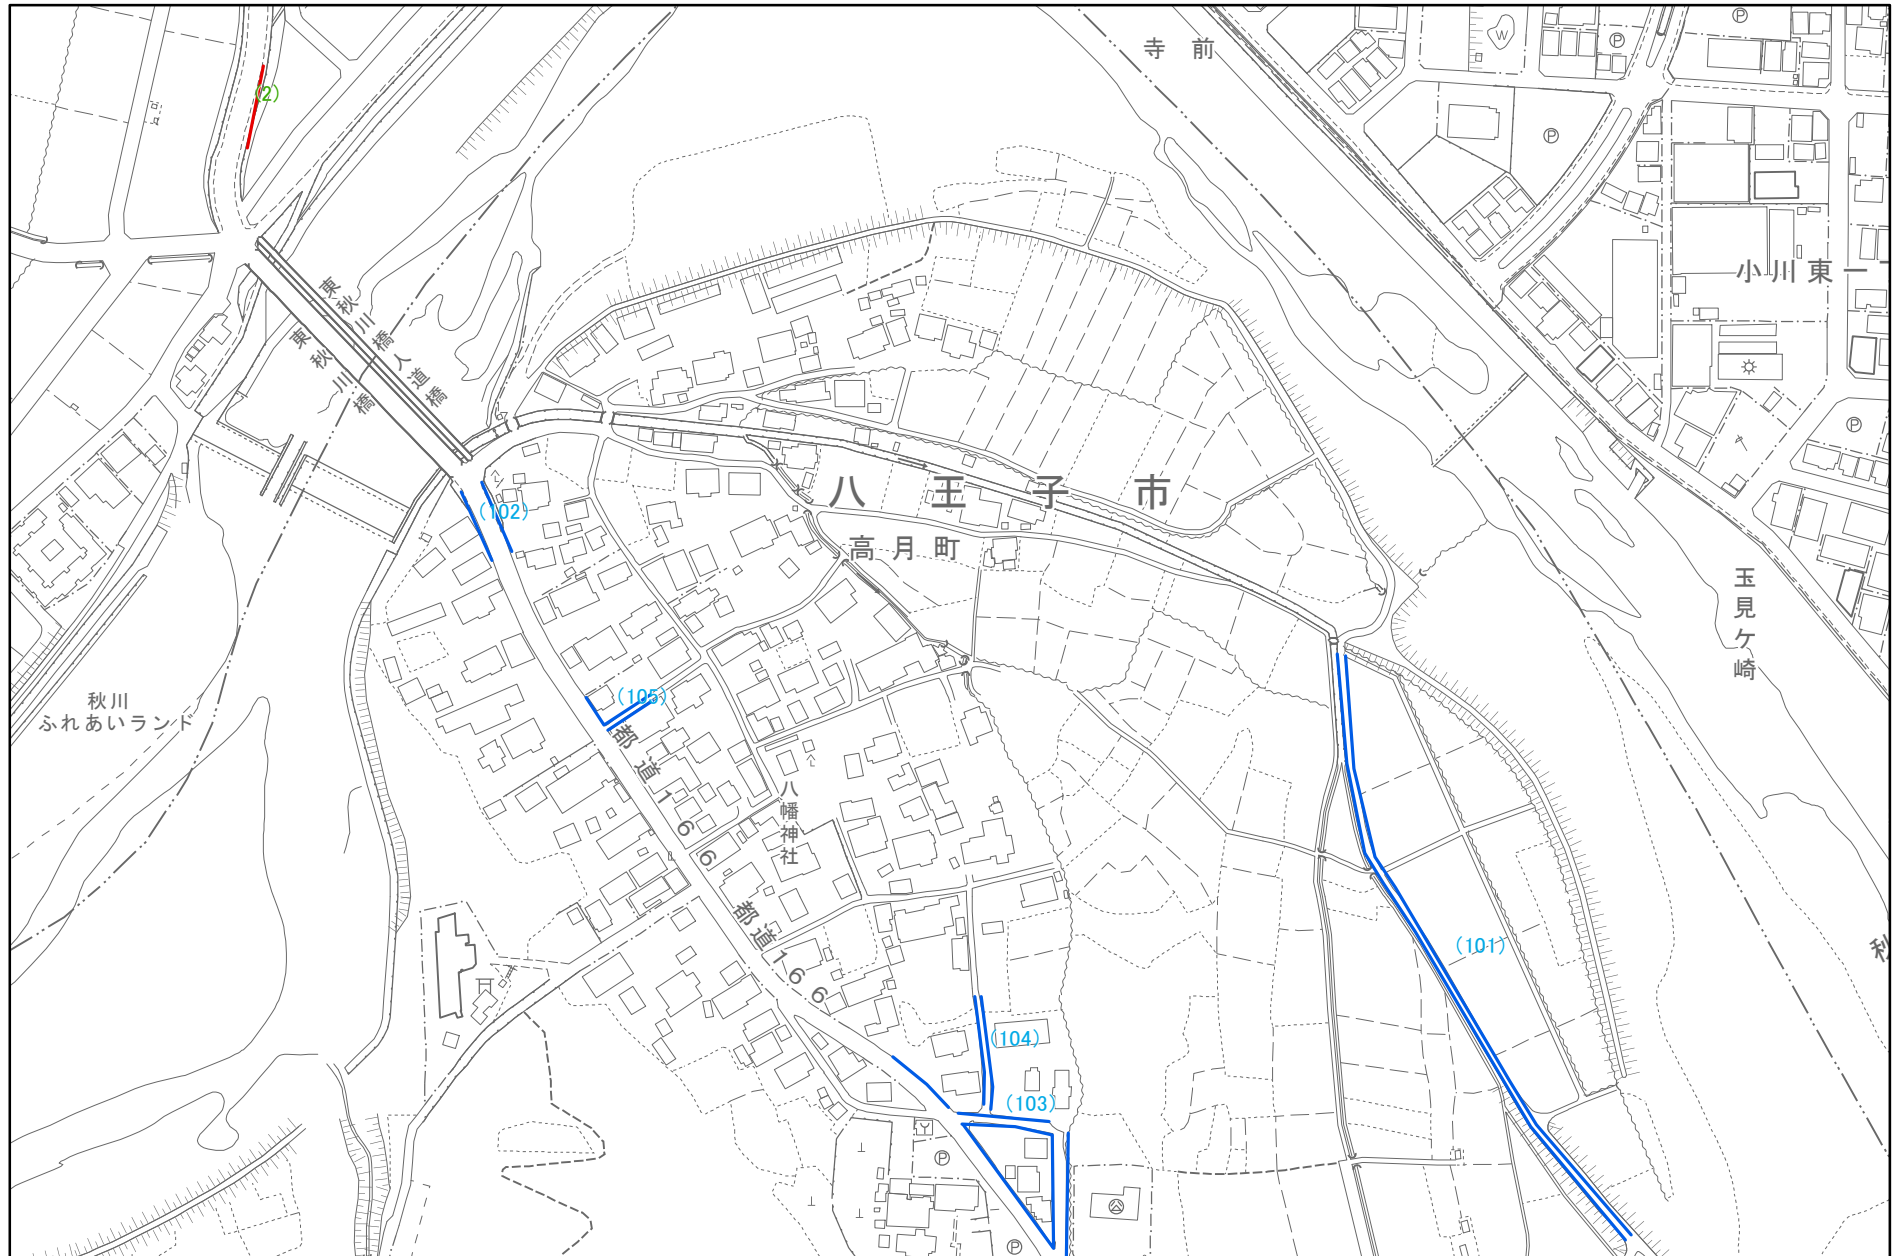 寺前
W
P
P
(2)
P
小川東一丁
東秋川橋人道橋
東秋川橋
P
八王子市
(102)
高月町
玉見ケ崎
秋川
ふれあいランド
(105)
都道166
八幡神社
都道166
(101)
秋
(104)
(103)
P
P